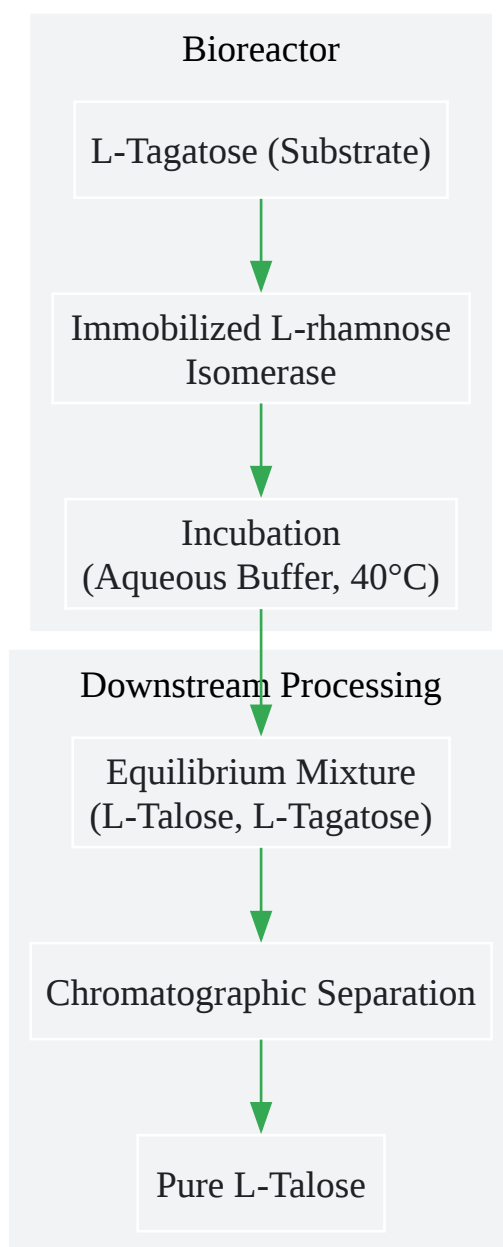 Bioreactor
L-Tagatose (Substrate)
Immobilized L-rhamnose
Isomerase
Incubation
(Aqueous Buffer, 40°C)
Downstream Processing
Equilibrium Mixture
(L-Talose, L-Tagatose)
Chromatographic Separation
Pure L-Talose